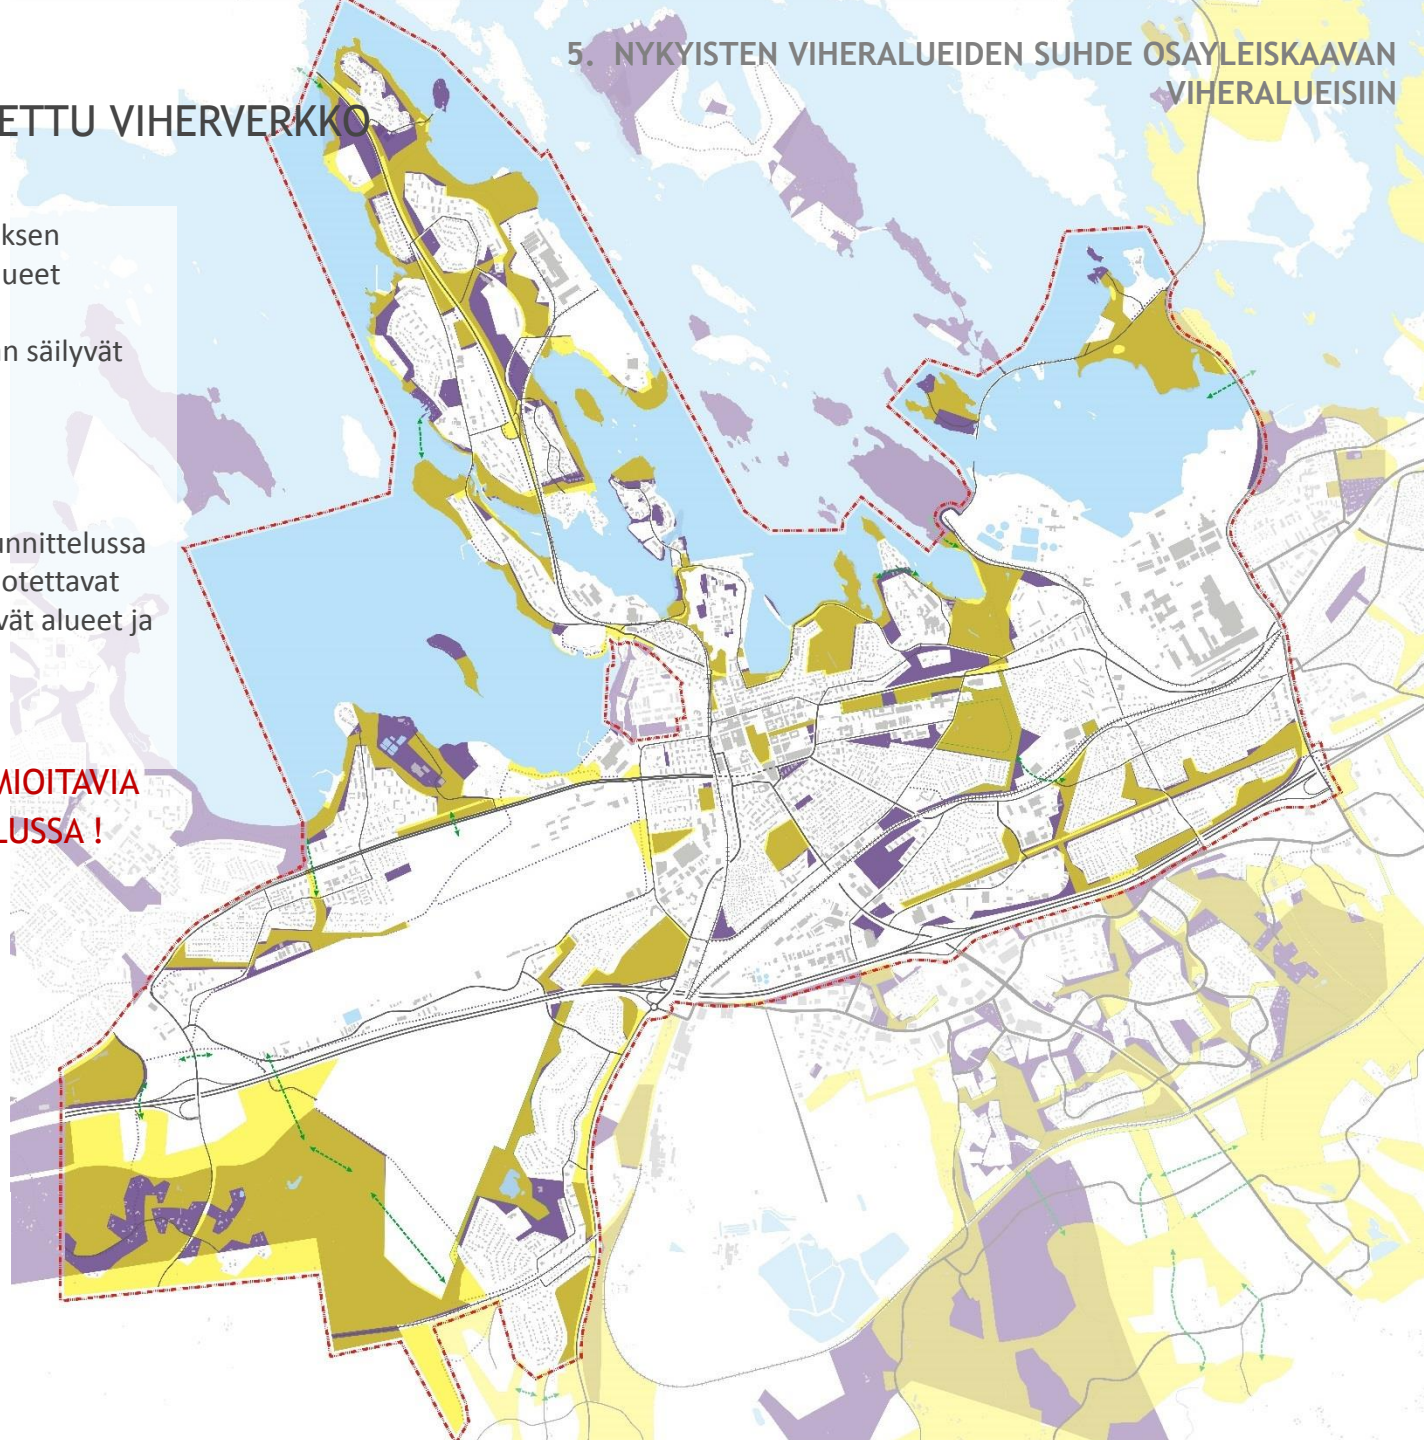 5. NYKYISTEN VIHERALUEIDEN SUHDE OSAYLEISKAAVAN
VIHERALUEISIIN
ETTU VIHERVERKKO
ksen
ueet
n säilyvät
unnittelussa
otettavat
vät alueet ja
MIOITAVIA
LUSSA !